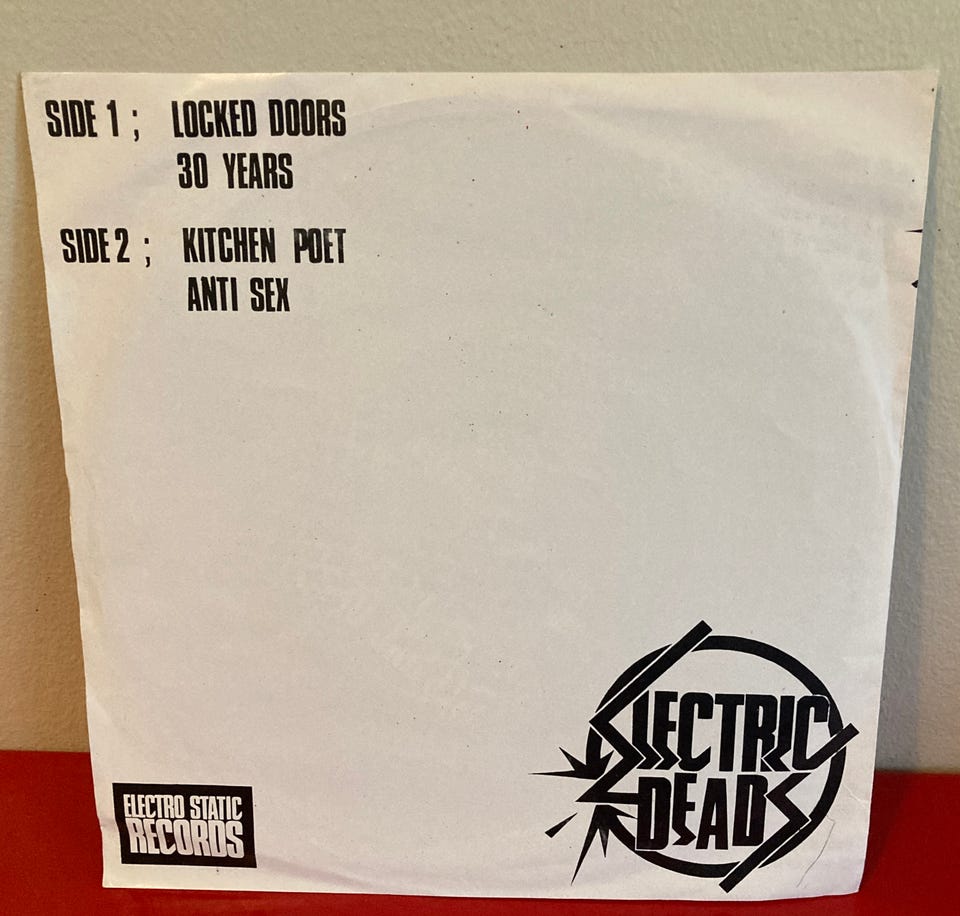 SIDE 1 ; LOCKED DOORS
30 YEARS
SIDE 2 ; KITCHEN POET
ANTI SEX
ELECTRIC
DEADS
ELECTRO STATIC
RECORDS